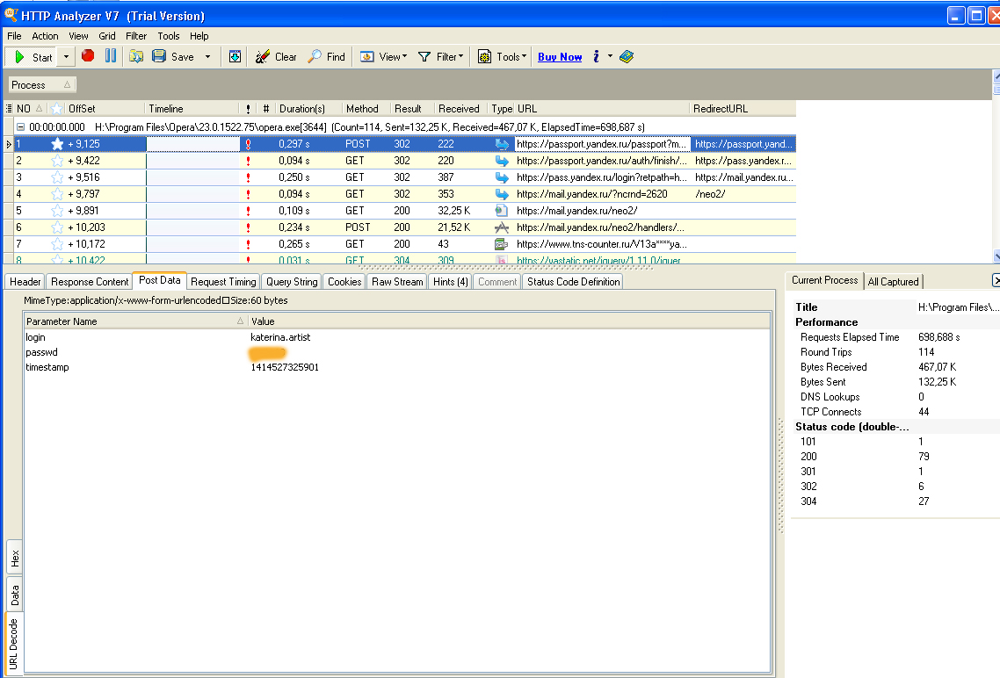 HTTP Analyzer V7 (Trial Version)
File Action View Grid Filter Tools Help
Start Save Clear Find View Filter Tools Buy Now i
Process
NO OffSet Timeline ! # Duration(s) Method Result Received Type URL RedirectURL
00:00:00.000 H:\Program Files\Opera\23.0.1522.75\opera.exe[3644] (Count=114, Sent=132,25 K, Received=467,07 K, ElapsedTime=698,687 s)
1 + 9,125 ! 0,297 s POST 302 222 https://passport.yandex.ru/passport?m... https://passport.yand...
2 + 9,422 ! 0,094 s GET 302 220 https://passport.yandex.ru/auth/finish/... https://pass.yandex.r...
3 + 9,516 ! 0,250 s GET 302 387 https://pass.yandex.ru/login?retpath=h... https://mail.yandex.ru...
4 + 9,797 ! 0,094 s GET 302 353 https://mail.yandex.ru/?ncrnd=2620 /neo2/
5 + 9,891 ! 0,109 s GET 200 32,25 K https://mail.yandex.ru/neo2/
6 + 10,203 ! 0,234 s POST 200 21,52 K https://mail.yandex.ru/neo2/handlers/...
7 + 10,172 ! 0,265 s GET 200 43 https://www.tns-counter.ru/V13a****ya...
8 + 10,422 ! 0,031 s GET 304 309 https://yastatic.net/jquery/1.11.0/jquer...
Header Response Content Post Data Request Timing Query String Cookies Raw Stream Hints (4) Comment Status Code Definition
MimeType:application/x-www-form-urlencoded□Size:60 bytes
Parameter Name Value
login katerina.artist
passwd
timestamp 1414527325901
Hex
Data
URL Decode
Current Process All Captured
Title H:\Program Files\...
Performance
Requests Elapsed Time 698,688 s
Round Trips 114
Bytes Received 467,07 K
Bytes Sent 132,25 K
DNS Lookups 0
TCP Connects 44
Status code (double-...
101 1
200 79
301 1
302 6
304 27